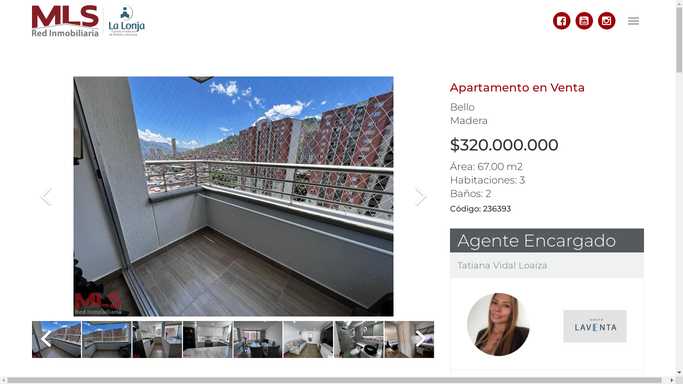 MLS
Red Inmobiliaria
La Lonja
Apartamento en Venta
Bello
Madera
$320.000.000
Área: 67.00 m2
Habitaciones: 3
Baños: 2
Código: 236393
Agente Encargado
Tatiana Vidal Loaiza
MLS
Red Inmobiliaria
LAVENTA